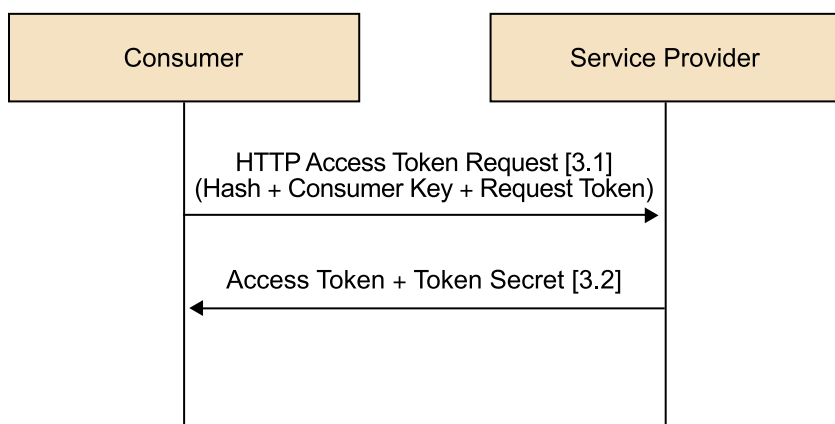 Consumer
Service Provider
HTTP Access Token Request [3.1]
(Hash + Consumer Key + Request Token)
Access Token + Token Secret [3.2]